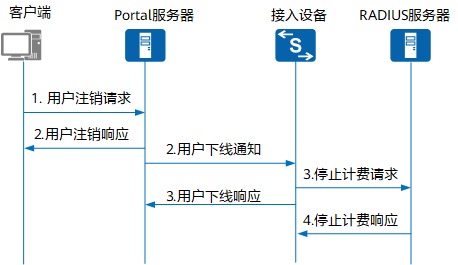 客户端
Portal服务器
接入设备
RADIUS服务器
S
1. 用户注销请求
2.用户注销响应
2.用户下线通知
3.停止计费请求
3.用户下线响应
4.停止计费响应